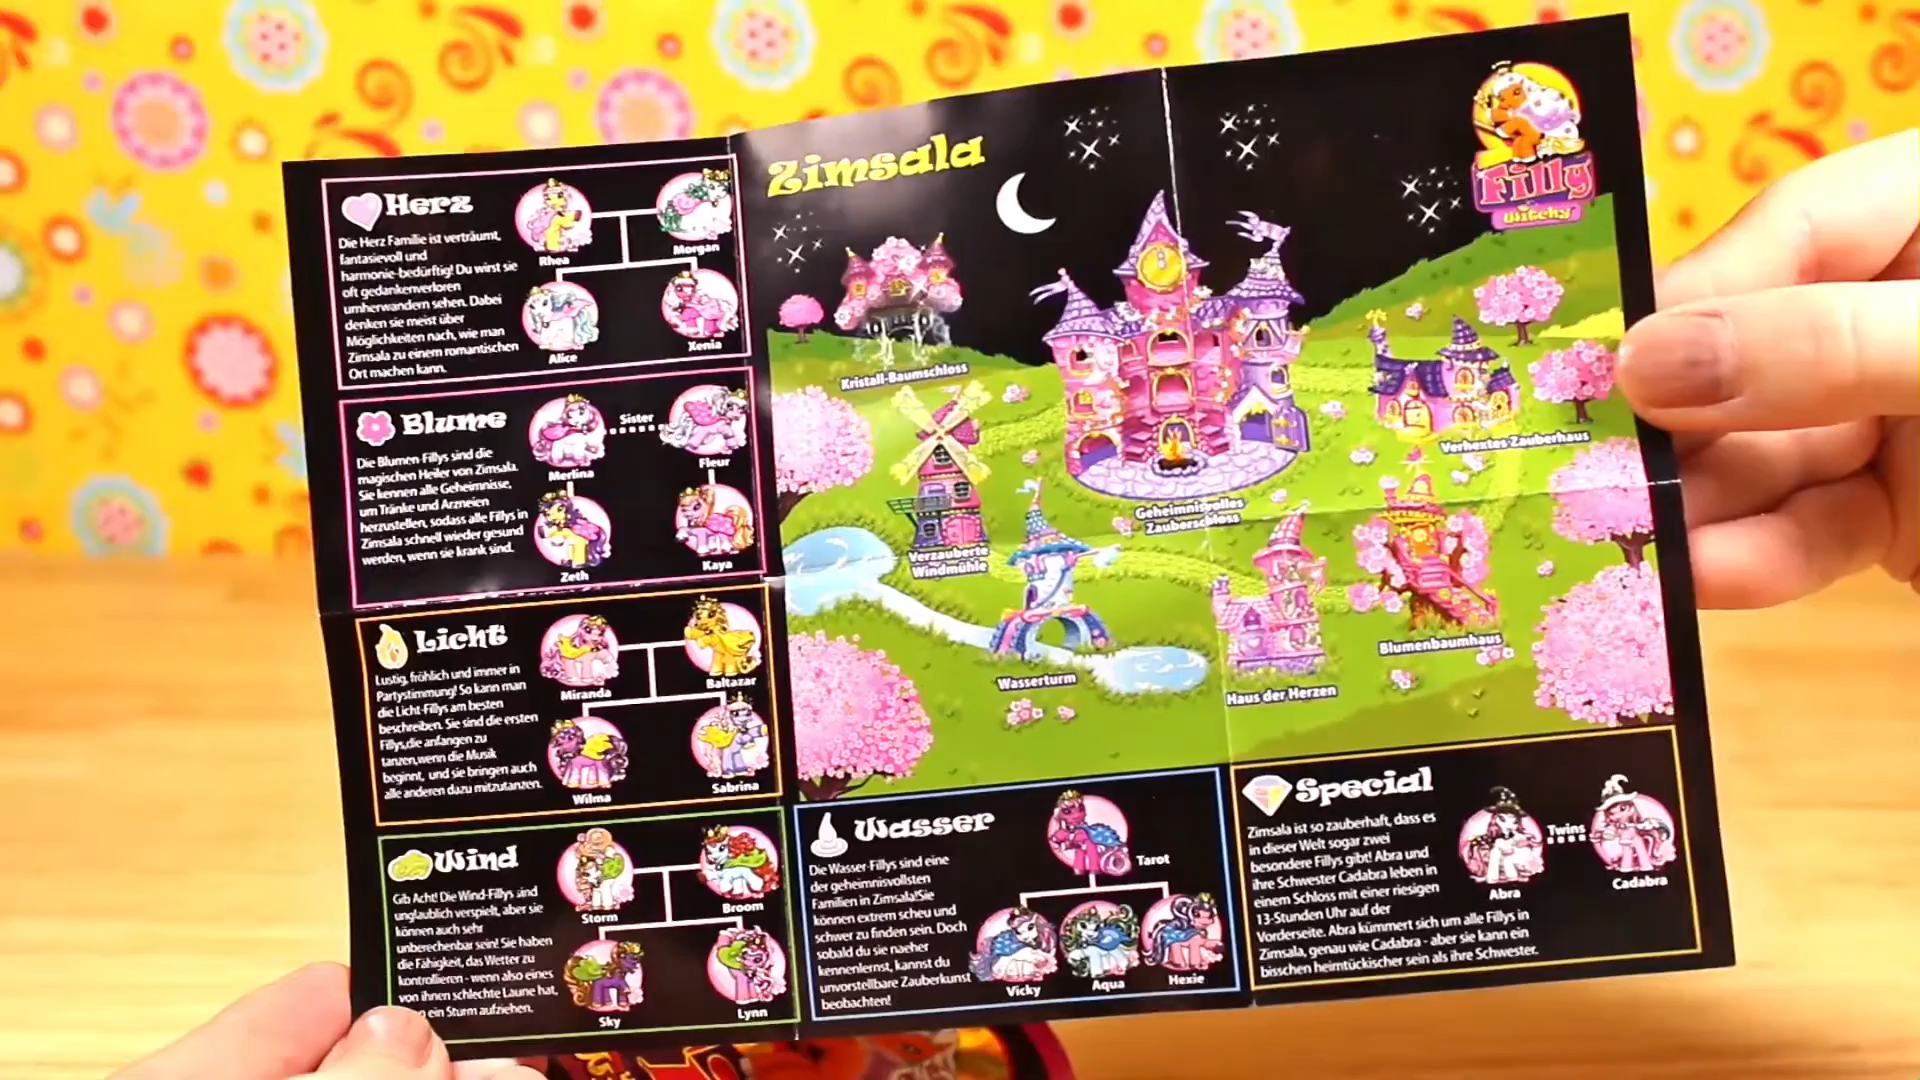 Herz
Die Herz Familie ist verträumt,
fantasievoll und
harmonie-bedürftig! Du wirst sie
oft gedankenverloren
umherwandern sehen. Dabei
denken sie meist über
Möglichkeiten nach, wie man
Zimsala zu einem romantischen
Ort machen kann.
Rhea
Morgan
Alice
Xenia
Blume
Die Blumen-Fillys sind die
magischen Heiler von Zimsala.
Sie kennen alle Geheimnisse,
um Tränke und Arzneien
herzustellen, sodass alle Fillys in
Zimsala schnell wieder gesund
werden, wenn sie krank sind.
Merlina
Sister
Fleur
Zeth
Kaya
Licht
Lustig, fröhlich und immer in
Partystimmung! So kann man
die Licht-Fillys am besten
beschreiben. Sie sind die ersten
Fillys,die anfangen zu
tanzen,wenn die Musik
beginnt, und sie bringen auch
alle anderen dazu mitzutanzen.
Miranda
Baltazar
Wilma
Sabrina
Wind
Gib Acht! Die Wind-Fillys sind
unglaublich verspielt, aber sie
können auch sehr
unberechenbar sein! Sie haben
die Fähigkeit, das Wetter zu
kontrollieren - wenn also eines
von ihnen schlechte Laune hat,
ein Sturm aufziehen.
Storm
Broom
Sky
Lynn
Zimsala
Filly
Witchy
Kristall-Baumschloss
Verhextes Zauberhaus
Geheimnisvolles
Zauberschloss
Verzauberte
Windmühle
Blumenbaumhaus
Wasserturm
Haus der Herzen
Wasser
Die Wasser-Fillys sind eine
der geheimnisvollsten
Familien in Zimsala!Sie
können extrem scheu und
schwer zu finden sein. Doch
sobald du sie naeher
kennenlernst, kannst du
unvorstellbare Zauberkunst
beobachten!
Tarot
Vicky
Aqua
Hexie
Special
Zimsala ist so zauberhaft, dass es
in dieser Welt sogar zwei
besondere Fillys gibt! Abra und
ihre Schwester Cadabra leben in
einem Schloss mit einer riesigen
13-Stunden Uhr auf der
Vorderseite. Abra kümmert sich um alle Fillys in
Zimsala, genau wie Cadabra - aber sie kann ein
bisschen heimtückischer sein als ihre Schwester.
Abra
Twins
Cadabra